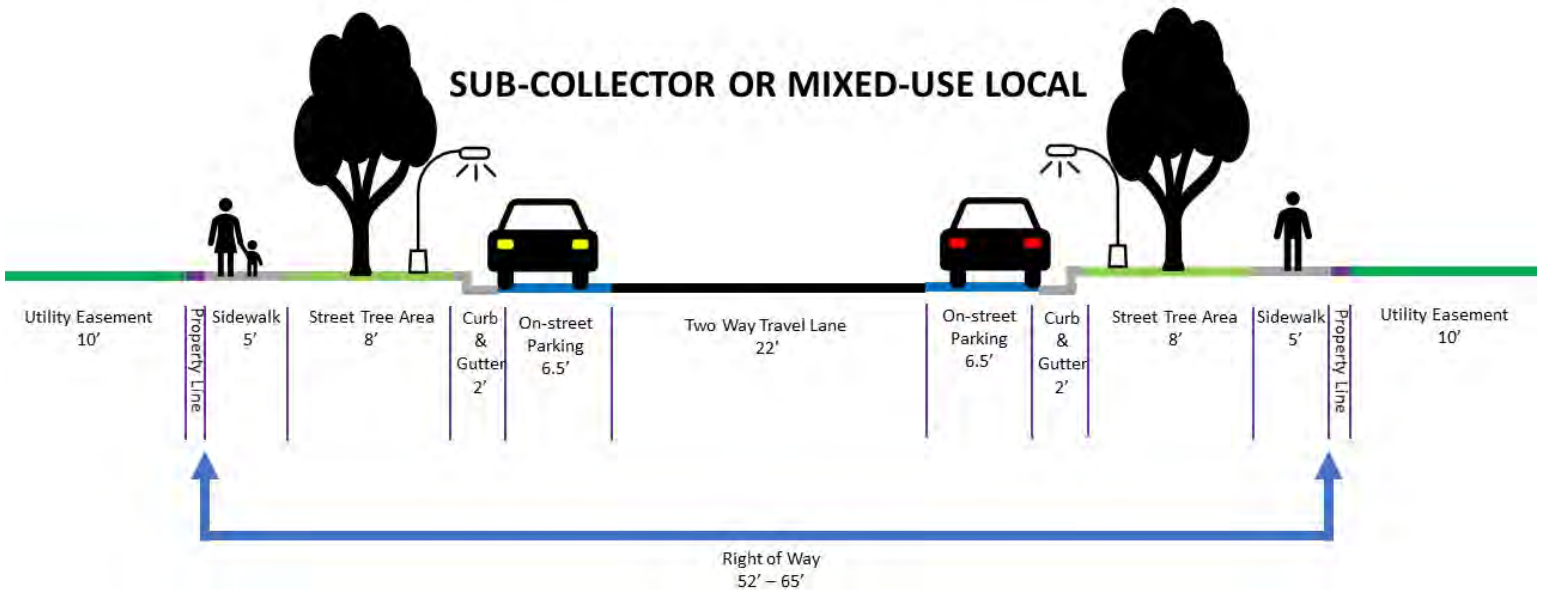 SUB-COLLECTOR OR MIXED-USE LOCAL
Utility Easement
10’
Property Line
Sidewalk
5’
Street Tree Area
8’
Curb
&
Gutter
2’
On-street
Parking
6.5’
Two Way Travel Lane
22’
On-street
Parking
6.5’
Curb
&
Gutter
2’
Street Tree Area
8’
Sidewalk
5’
Property Line
Utility Easement
10’
Right of Way
52’ – 65’